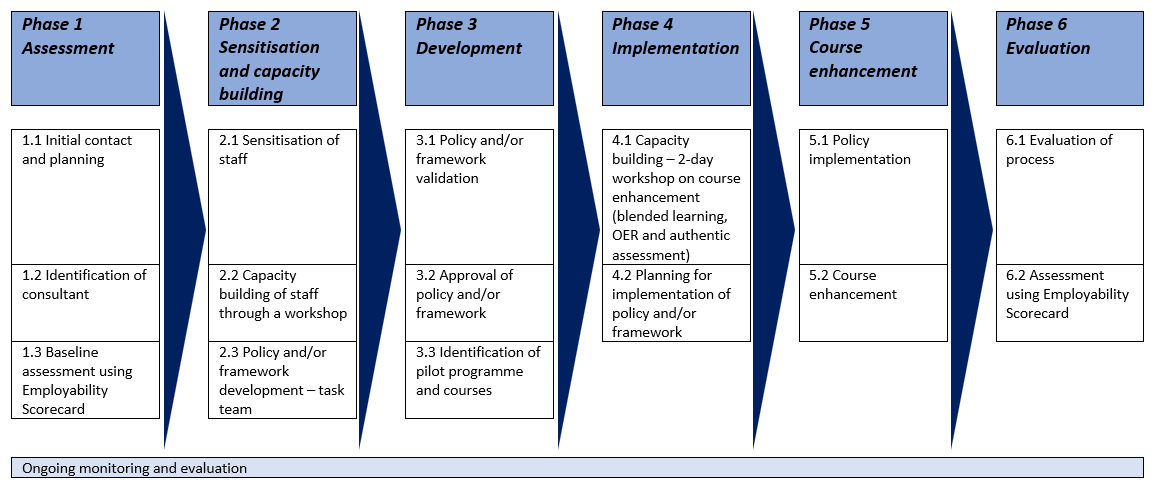 Phase 1
Assessment
Phase 2
Sensitisation
and capacity
building
Phase 3
Development
Phase 4
Implementation
Phase 5
Course
enhancement
Phase 6
Evaluation
1.1 Initial contact
and planning
2.1 Sensitisation of
staff
3.1 Policy and/or
framework
validation
4.1 Capacity
building – 2-day
workshop on course
enhancement
(blended learning,
OER and authentic
assessment)
5.1 Policy
implementation
6.1 Evaluation of
process
1.2 Identification of
consultant
2.2 Capacity
building of staff
through a workshop
3.2 Approval of
policy and/or
framework
4.2 Planning for
implementation of
policy and/or
framework
5.2 Course
enhancement
6.2 Assessment
using Employability
Scorecard
1.3 Baseline
assessment using
Employability
Scorecard
2.3 Policy and/or
framework
development – task
team
3.3 Identification of
pilot programme
and courses
Ongoing monitoring and evaluation